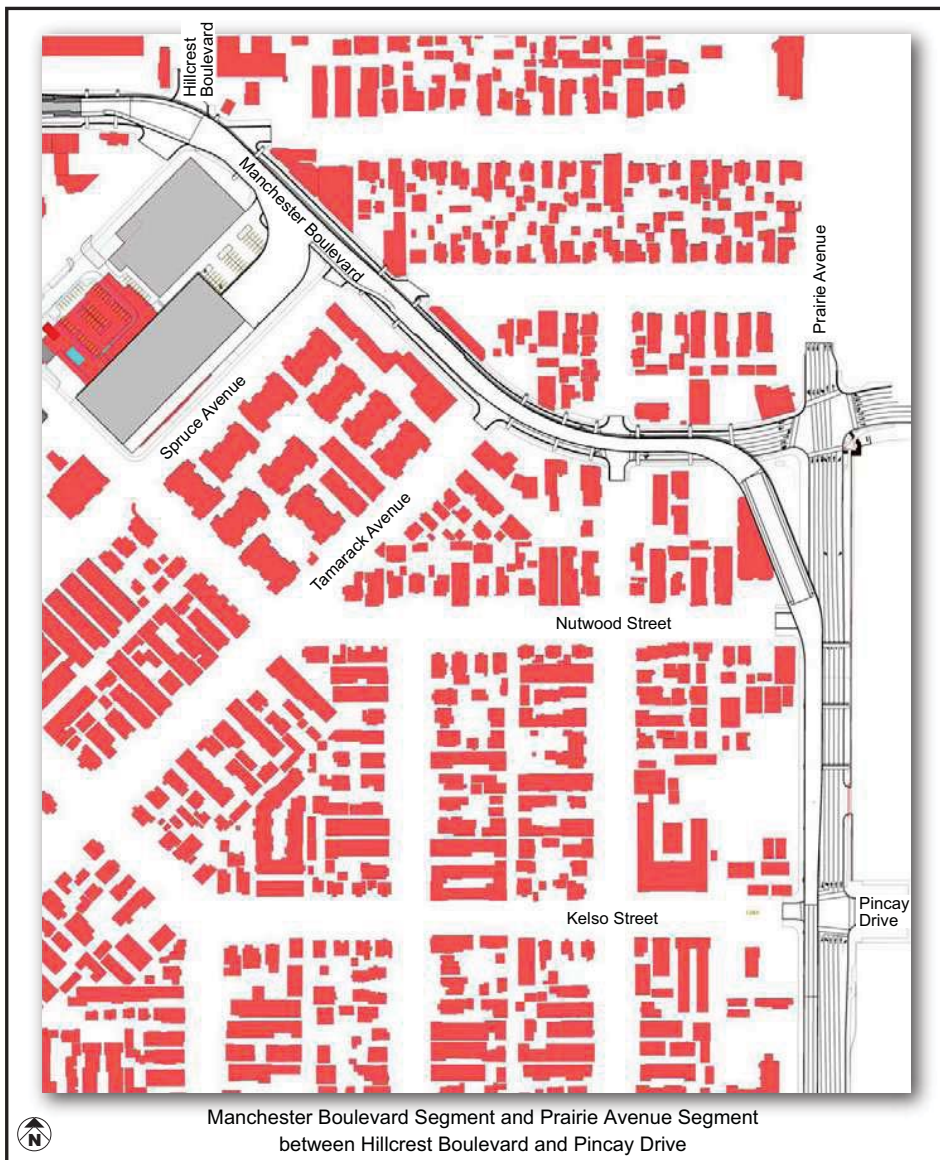 Hillcrest
Boulevard
Manchester Boulevard
Prairie Avenue
Spruce Avenue
Tamarack Avenue
Nutwood Street
Kelso Street
Pincay
Drive
N
Manchester Boulevard Segment and Prairie Avenue Segment
between Hillcrest Boulevard and Pincay Drive